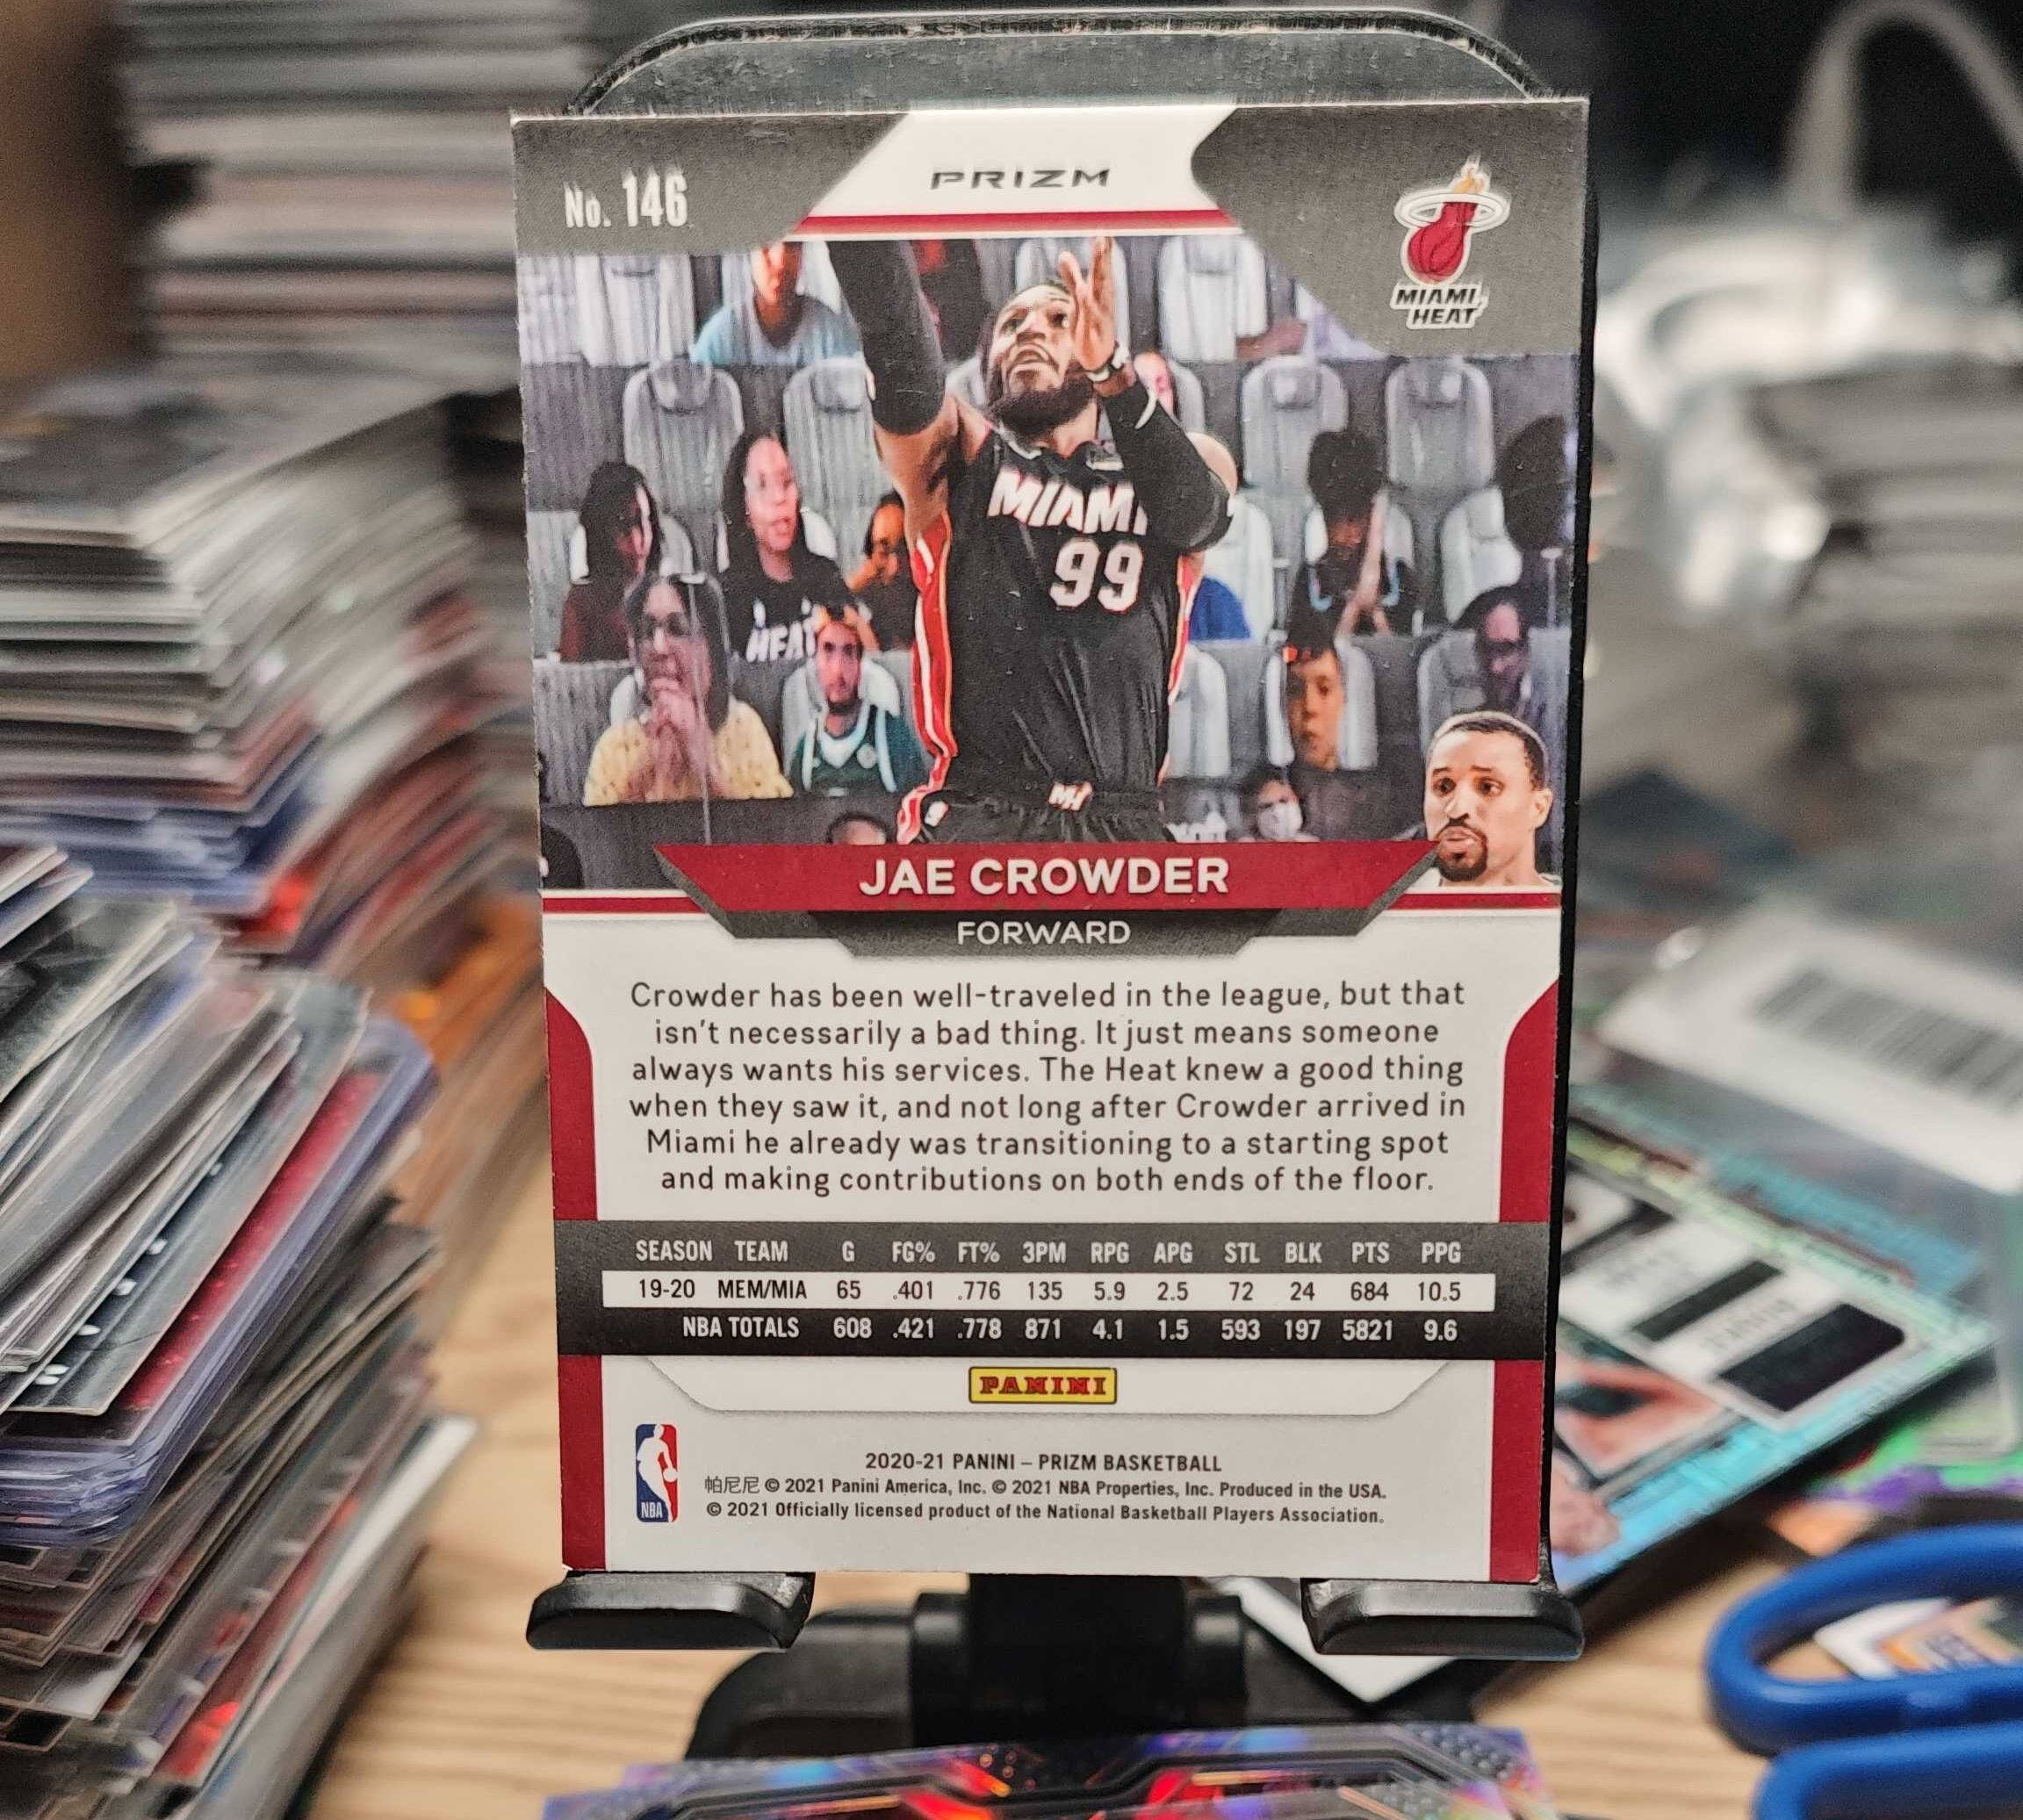 No. 146
PRIZM
MIAMI
HEAT
MIAMI
99
HEAT
MH
JAE CROWDER
FORWARD
Crowder has been well-traveled in the league, but that
isn't necessarily a bad thing. It just means someone
always wants his services. The Heat knew a good thing
when they saw it, and not long after Crowder arrived in
Miami he already was transitioning to a starting spot
and making contributions on both ends of the floor.
SEASON TEAM G FG% FT% 3PM RPG APG STL BLK PTS PPG
19-20 MEM/MIA 65 .401 .776 135 5.9 2.5 72 24 684 10.5
NBA TOTALS 608 .421 .778 871 4.1 1.5 593 197 5821 9.6
PANINI
NBA
2020-21 PANINI – PRIZM BASKETBALL
帕尼尼 © 2021 Panini America, Inc. © 2021 NBA Properties, Inc. Produced in the USA.
© 2021 Officially licensed product of the National Basketball Players Association.